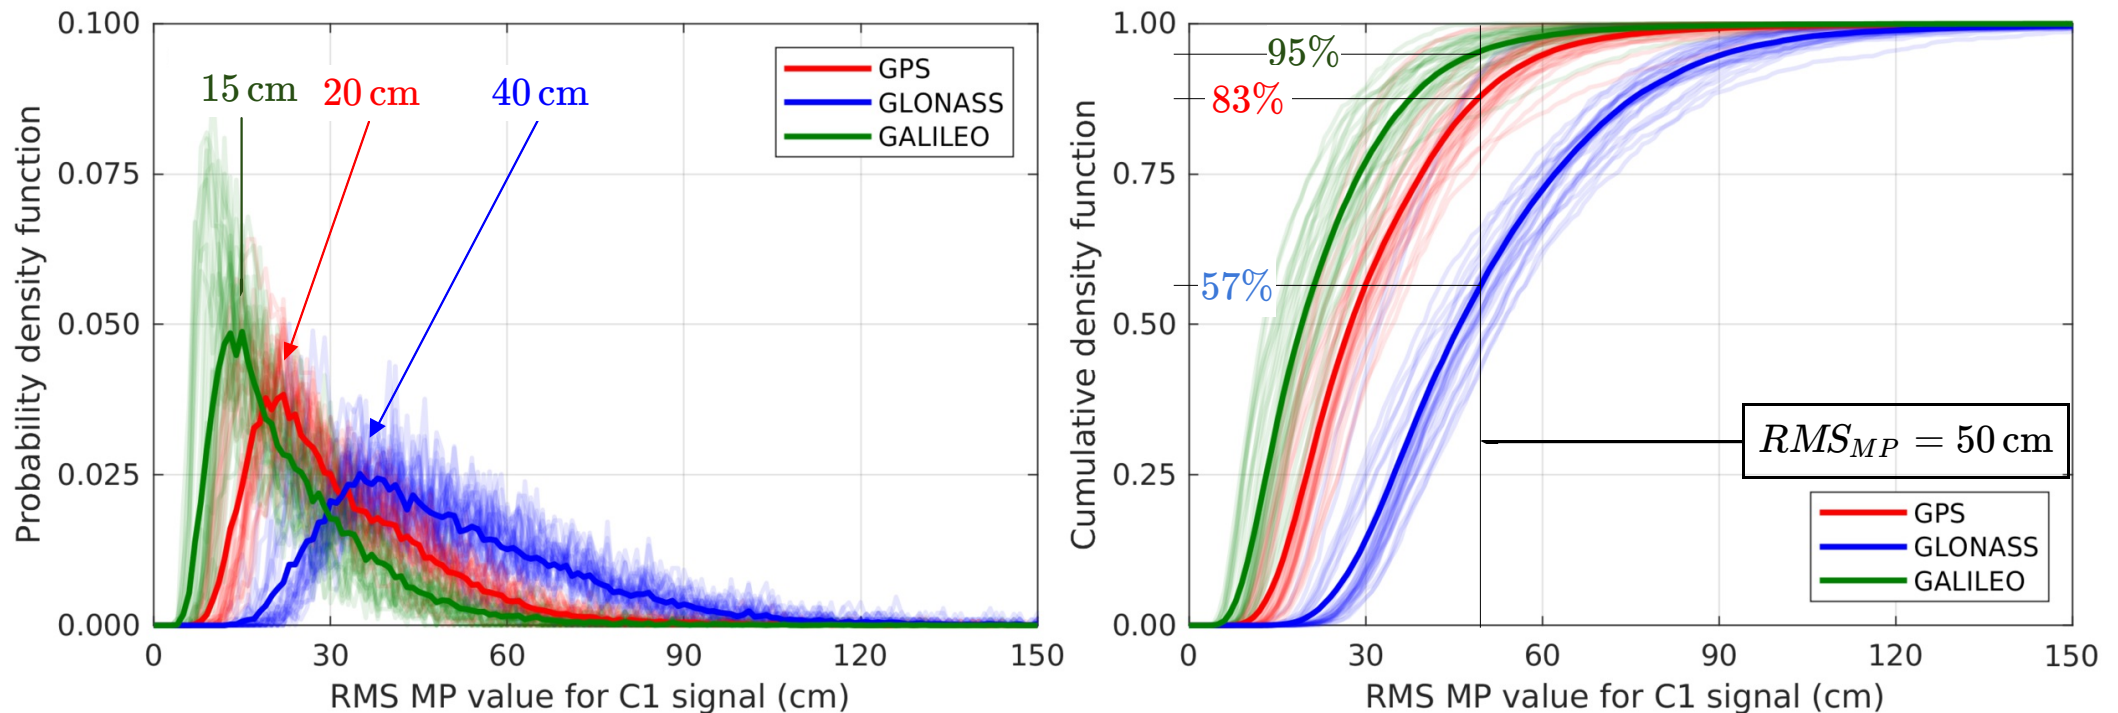 0.100
0.075
0.050
0.025
0.000
Probability density function
15 cm 20 cm 40 cm
GPS
GLONASS
GALILEO
0 30 60 90 120 150
RMS MP value for C1 signal (cm)
1.00
0.75
0.50
0.25
0.00
Cumulative density function
95%
83%
57%
RMS_MP = 50 cm
GPS
GLONASS
GALILEO
0 30 60 90 120 150
RMS MP value for C1 signal (cm)